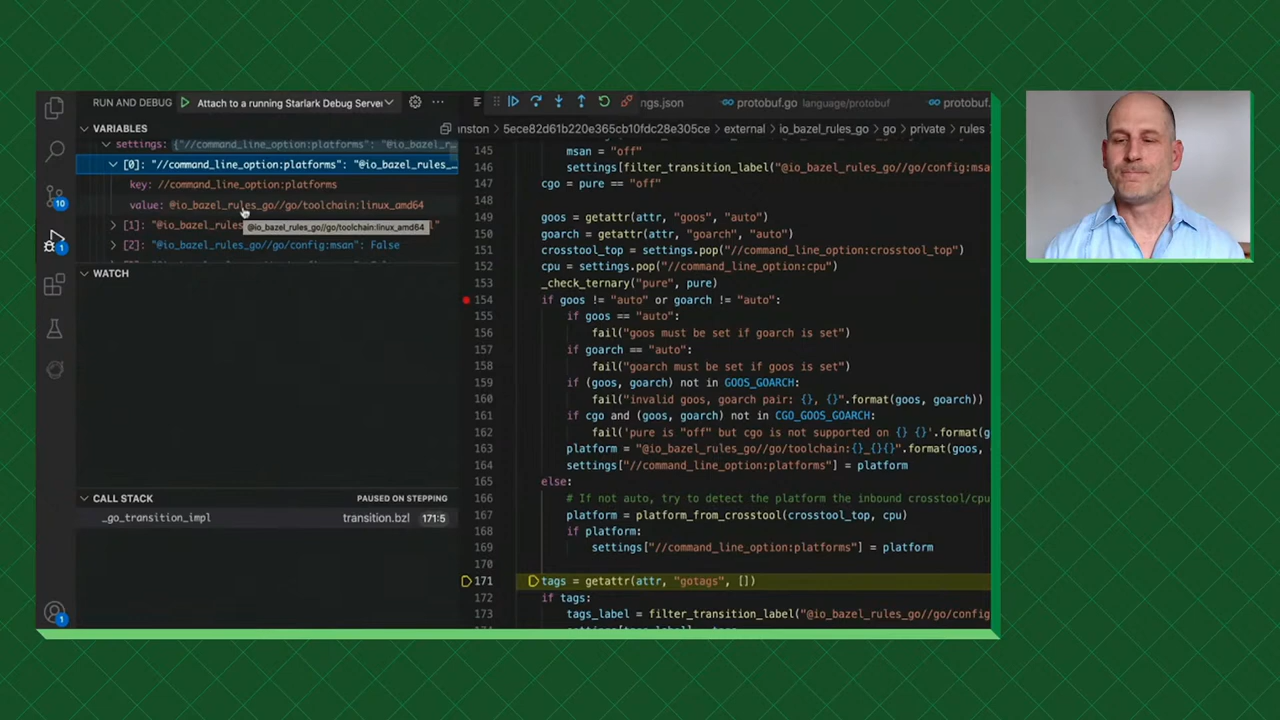 RUN AND DEBUG
Attach to a running Starlark Debug Server
ngs.json
protobuf.go language/protobuf
protobuf.
VARIABLES
settings: {"//command_line_option:platforms": "@io_bazel_r…
[0]: "//command_line_option:platforms": "@io_bazel_rules_…
key: //command_line_option:platforms
value: @io_bazel_rules_go//go/toolchain:linux_amd64
[1]: "@io_bazel_rules
@io_bazel_rules_go//go/toolchain:linux_amd64
[2]: "@io_bazel_rules_go//go/config:msan": False
WATCH
CALL STACK
PAUSED ON STEPPING
_go_transition_impl
transition.bzl
171:5
10
1
1
nston > 5ece82d61b220e365cb10fdc28e305ce > external > io_bazel_rules_go > go > private > rules
145 msan = "off"
146 settings[filter_transition_label("@io_bazel_rules_go//go/config:msa
147 cgo = pure == "off"
148
149 goos = getattr(attr, "goos", "auto")
150 goarch = getattr(attr, "goarch", "auto")
151 crosstool_top = settings.pop("//command_line_option:crosstool_top")
152 cpu = settings.pop("//command_line_option:cpu")
153 _check_ternary("pure", pure)
154 if goos != "auto" or goarch != "auto":
155 if goos == "auto":
156 fail("goos must be set if goarch is set")
157 if goarch == "auto":
158 fail("goarch must be set if goos is set")
159 if (goos, goarch) not in GOOS_GOARCH:
160 fail("invalid goos, goarch pair: {}, {}".format(goos, goarch))
161 if cgo and (goos, goarch) not in CGO_GOOS_GOARCH:
162 fail('pure is "off" but cgo is not supported on {} {}'.format(g
163 platform = "@io_bazel_rules_go//go/toolchain:{}_{}".format(goos,
164 settings["//command_line_option:platforms"] = platform
165 else:
166 # If not auto, try to detect the platform the inbound crosstool/cpu
167 platform = platform_from_crosstool(crosstool_top, cpu)
168 if platform:
169 settings["//command_line_option:platforms"] = platform
170
171 tags = getattr(attr, "gotags", [])
172 if tags:
173 tags_label = filter_transition_label("@io_bazel_rules_go//go/config